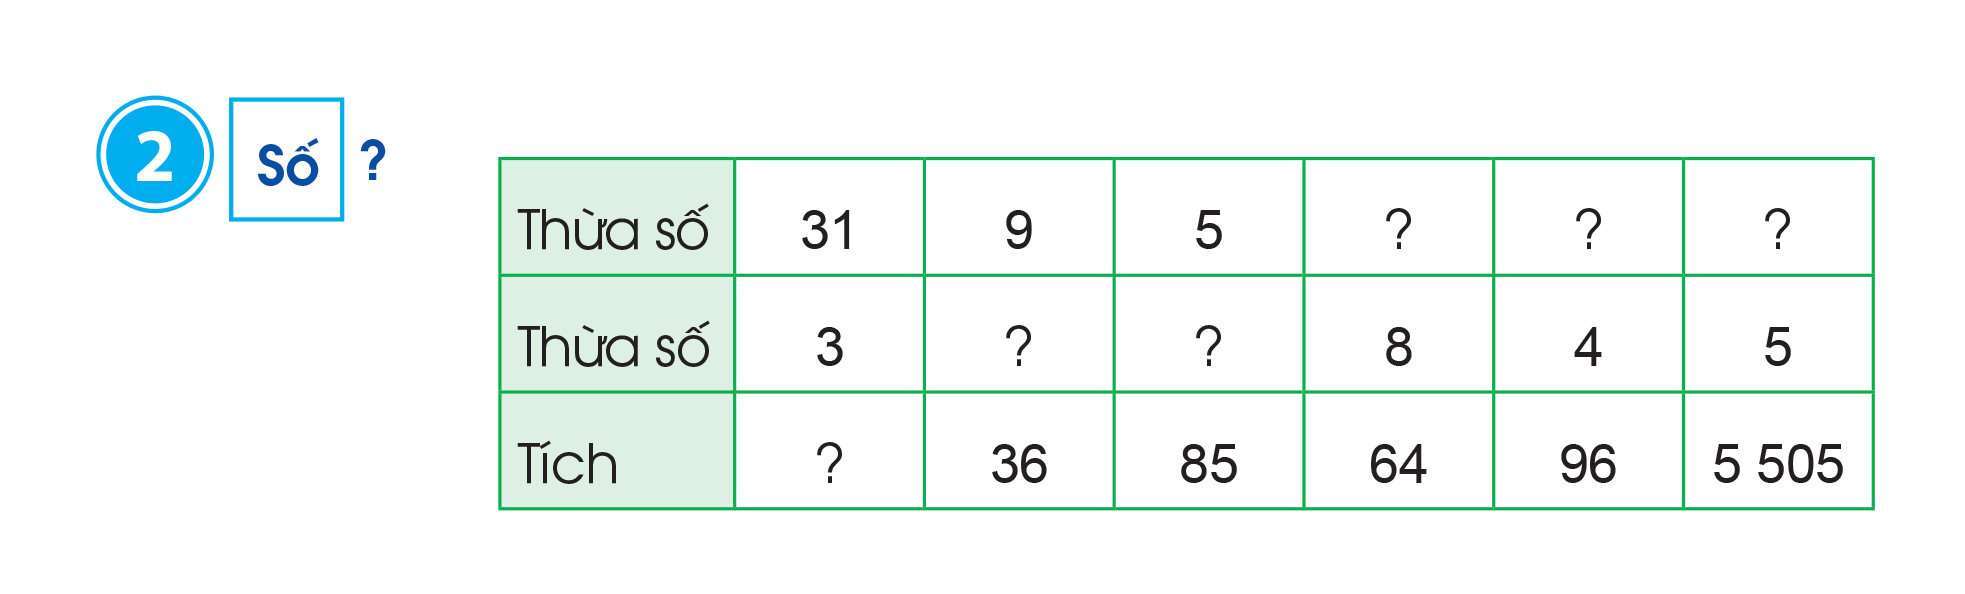 2 Số ?
Thừa số 31 9 5 ? ? ?
Thừa số 3 ? ? 8 4 5
Tích ? 36 85 64 96 5 505